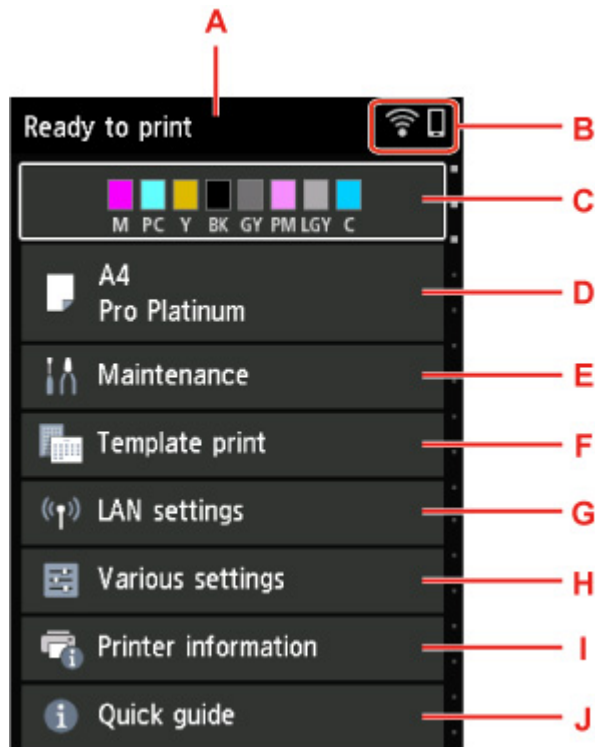 A
Ready to print
B
M PC Y BK GY PM LGY C
C
A4
Pro Platinum
D
Maintenance
E
Template print
F
LAN settings
G
Various settings
H
Printer information
I
Quick guide
J